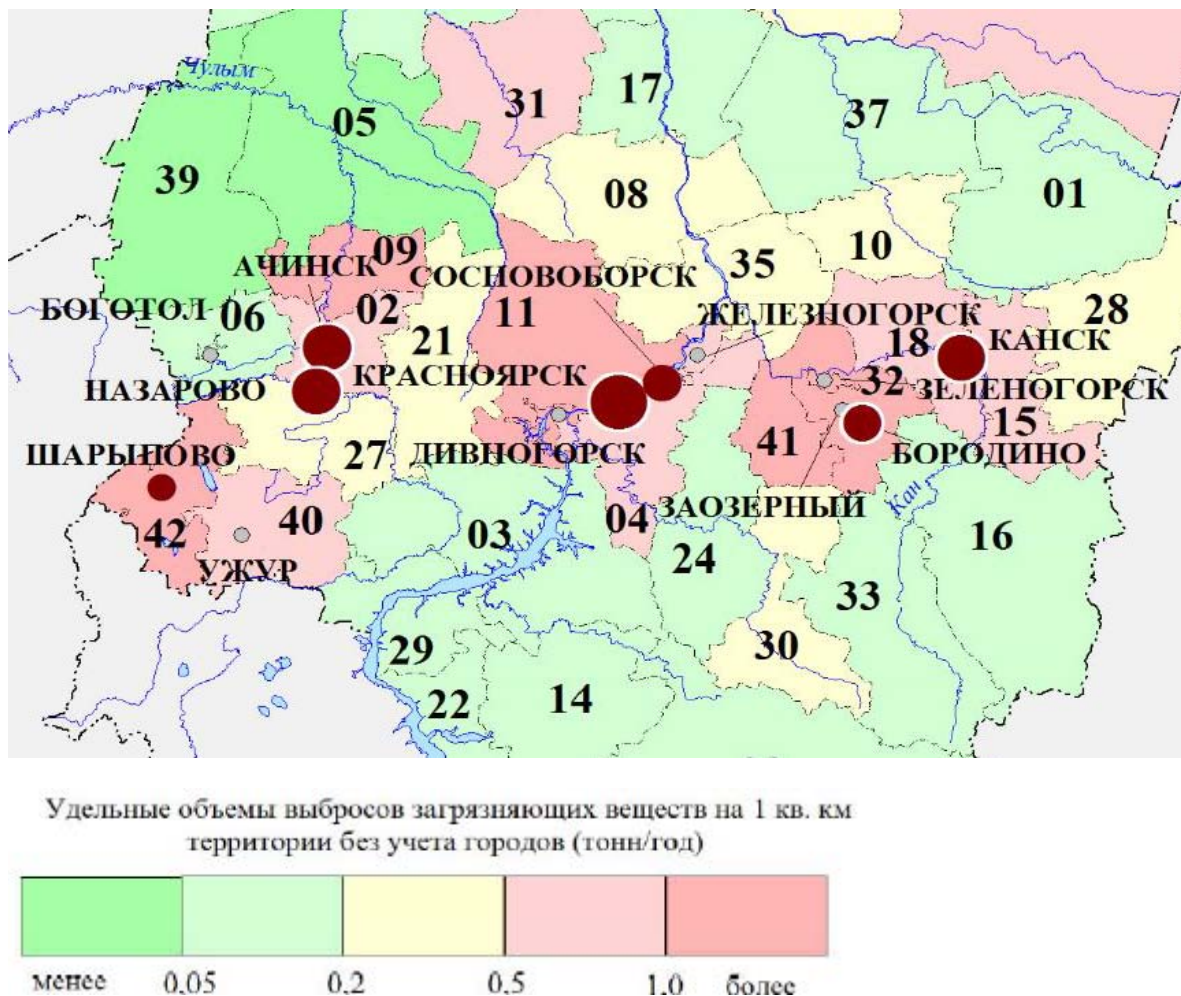 Чулым
31
17
05
37
39
08
01
10
09
АЧИНСК
СОСНОВОБОРСК
35
БОГОТОЛ
06
02
11
ЖЕЛЕЗНОГОРСК
28
21
18
КАНСК
НАЗАРОВО
КРАСНОЯРСК
32
ЗЕЛЕНОГОРСК
15
ШАРЫПОВО
27
ДИВНОГОРСК
41
БОРОДИНО
ЗАОЗЕРНЫЙ
Кан
42
40
03
04
16
УЖУР
24
33
29
30
22
14
Удельные объемы выбросов загрязняющих веществ на 1 кв. км
территории без учета городов (тонн/год)
менее 0,05 0,2 0,5 1,0 более